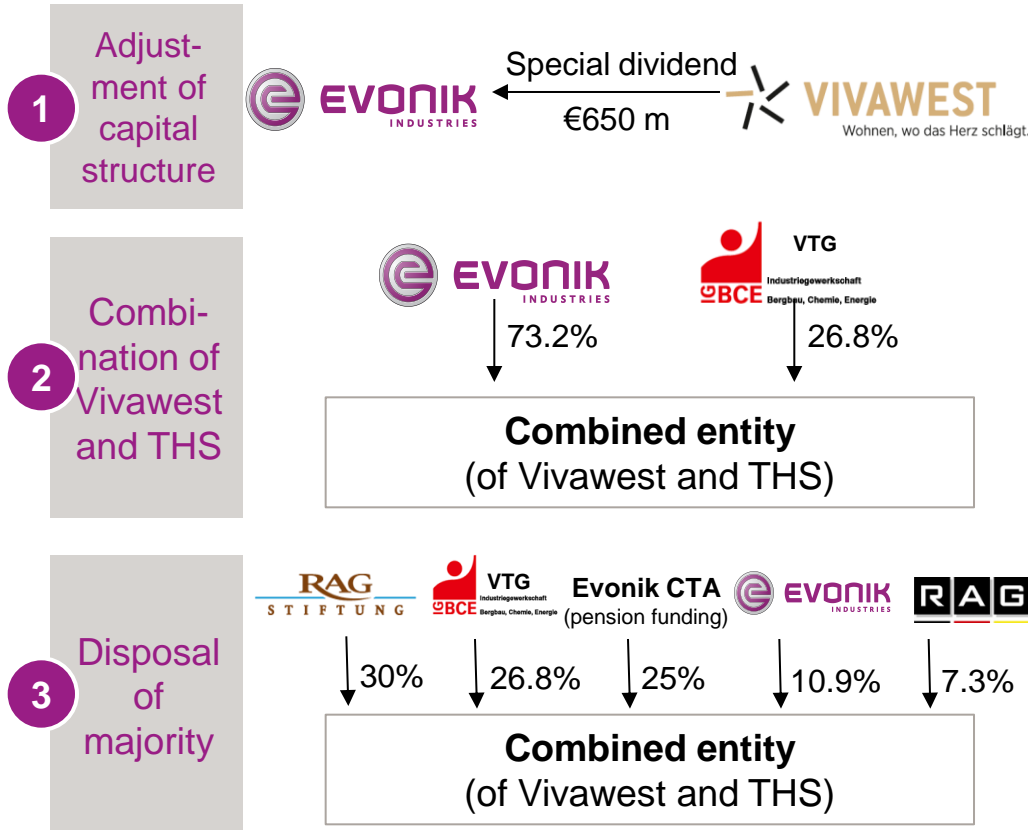 1
Adjust-
ment of
capital
structure
EVONIK
INDUSTRIES
Special dividend
€650 m
VIVAWEST
Wohnen, wo das Herz schlägt.
2
Combi-
nation of
Vivawest
and THS
EVONIK
INDUSTRIES
IG BCE
VTG
Industriegewerkschaft
Bergbau, Chemie, Energie
73.2%
26.8%
Combined entity
(of Vivawest and THS)
3
Disposal
of
majority
RAG
STIFTUNG
IG BCE
VTG
Industriegewerkschaft
Bergbau, Chemie, Energie
Evonik CTA
(pension funding)
EVONIK
INDUSTRIES
RAG
30%
26.8%
25%
10.9%
7.3%
Combined entity
(of Vivawest and THS)